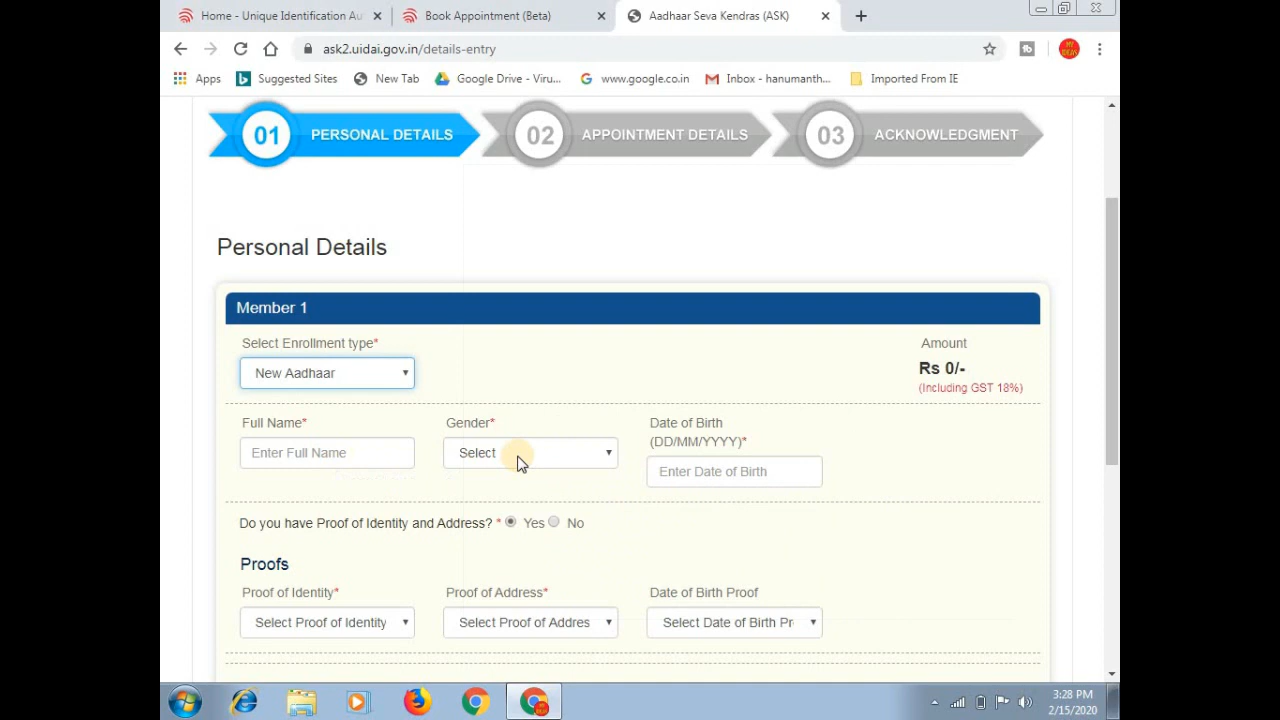 Home - Unique Identification Au
Book Appointment (Beta)
Aadhaar Seva Kendras (ASK)
ask2.uidai.gov.in/details-entry
Apps
Suggested Sites
New Tab
Google Drive - Viru...
www.google.co.in
Inbox - hanumanth...
Imported From IE
01 PERSONAL DETAILS
02 APPOINTMENT DETAILS
03 ACKNOWLEDGMENT
Personal Details
Member 1
Select Enrollment type*
Amount
New Aadhaar
Rs 0/-
(Including GST 18%)
Full Name*
Gender*
Date of Birth
(DD/MM/YYYY)*
Enter Full Name
Select
Enter Date of Birth
Do you have Proof of Identity and Address? * Yes No
Proofs
Proof of Identity*
Proof of Address*
Date of Birth Proof
Select Proof of Identity
Select Proof of Addres
Select Date of Birth Pr
3:28 PM
2/15/2020